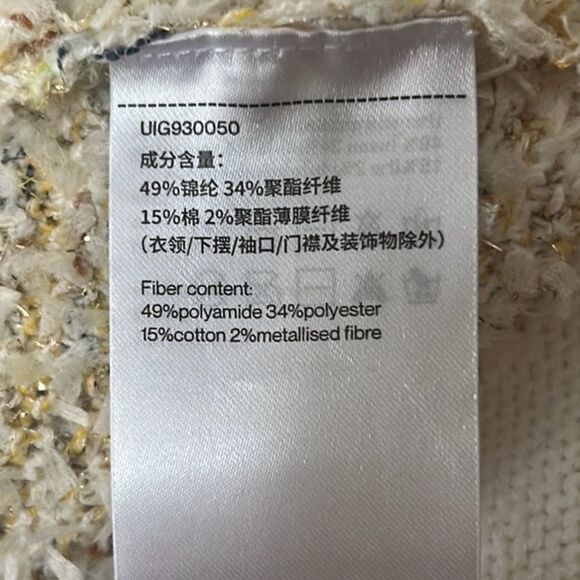 UIG930050
成分含量：
49%锦纶 34%聚酯纤维
15%棉 2%聚酯薄膜纤维
（衣领/下摆/袖口/门襟及装饰物除外）
Fiber content:
49%polyamide 34%polyester
15%cotton 2%metallised fibre